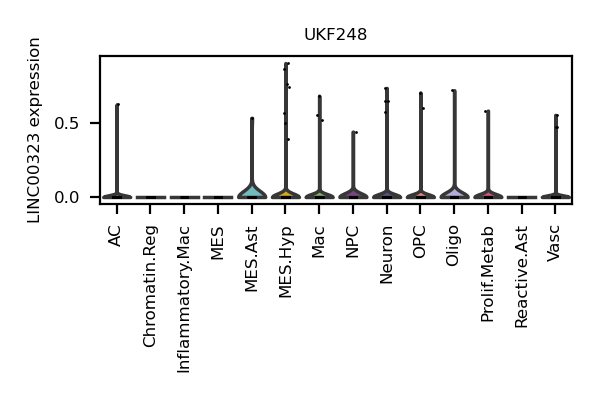 UKF248
LINC00323 expression
0.5
0.0
AC
Chromatin.Reg
Inflammatory.Mac
MES
MES.Ast
MES.Hyp
Mac
NPC
Neuron
OPC
Oligo
Prolif.Metab
Reactive.Ast
Vasc